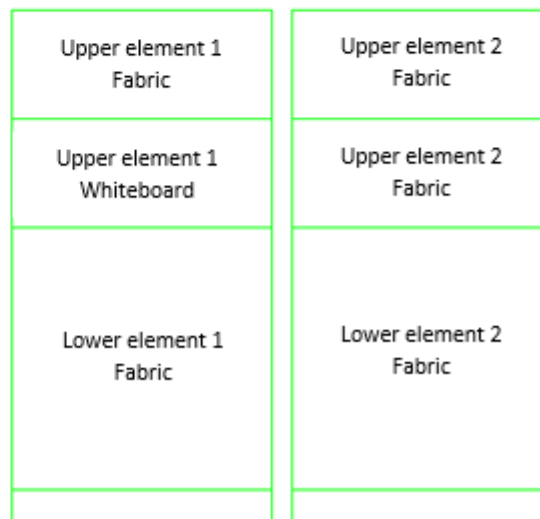 Upper element 1
Fabric
Upper element 2
Fabric
Upper element 1
Whiteboard
Upper element 2
Fabric
Lower element 1
Fabric
Lower element 2
Fabric